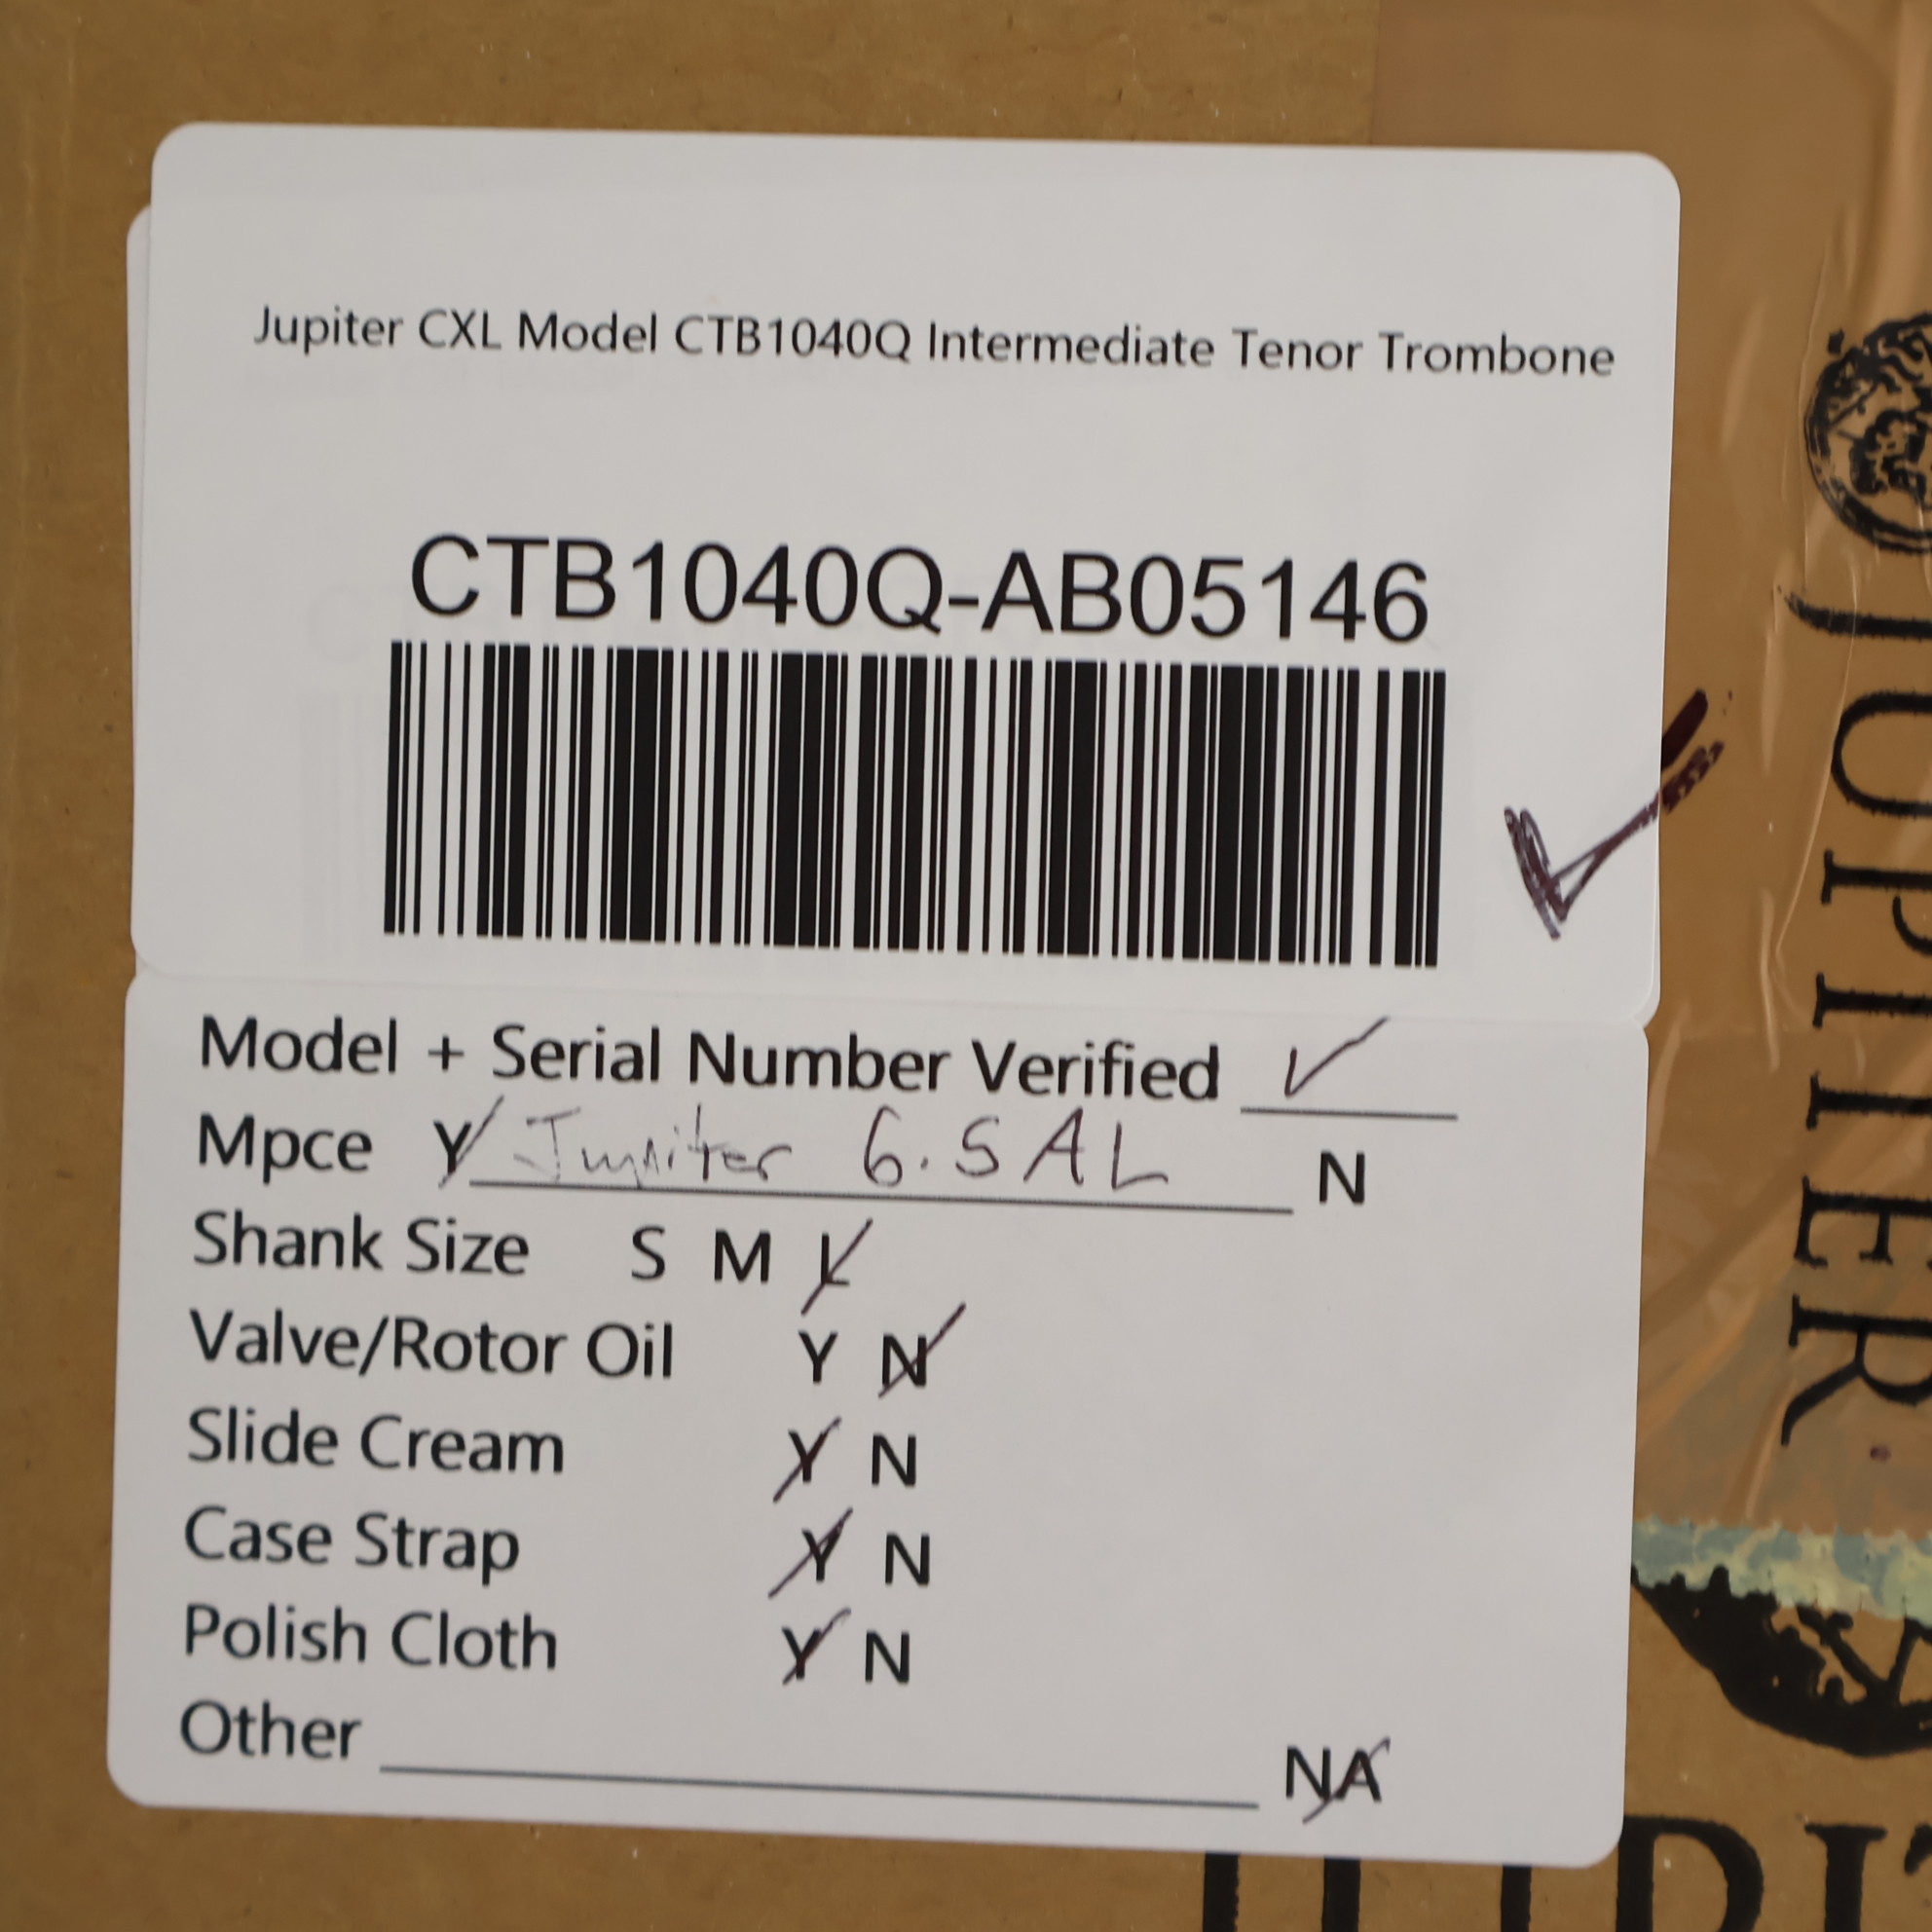 Jupiter CXL Model CTB1040Q Intermediate Tenor Trombone
CTB1040Q-AB05146
Model + Serial Number Verified ✓
Mpce Y Jupiter 6.5AL N
Shank Size S M L
Valve/Rotor Oil Y N
Slide Cream Y N
Case Strap Y N
Polish Cloth Y N
Other NA
JUPITER